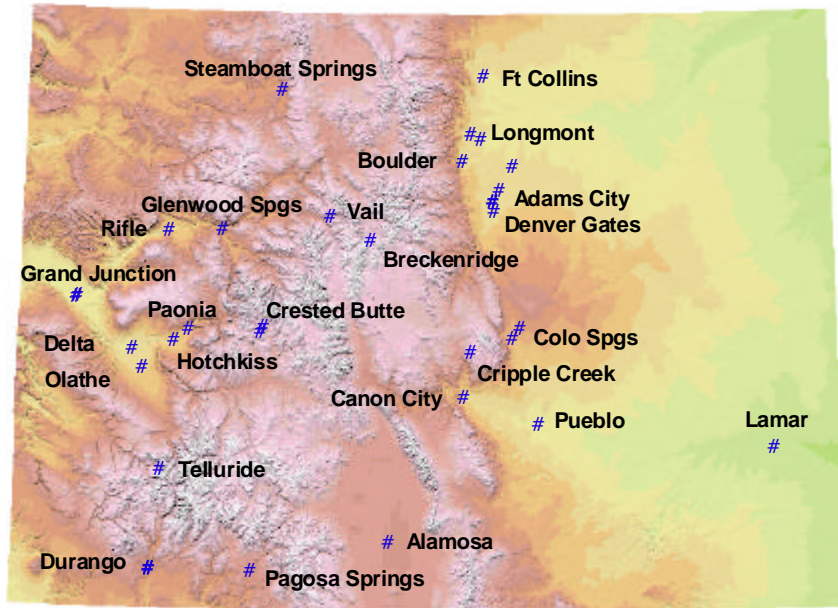 Steamboat Springs
#
# Ft Collins
# # Longmont
Boulder #
#
#
Glenwood Spgs
# Adams City
# Vail
# Denver Gates
Rifle # #
# Breckenridge
Grand Junction
#
Paonia # # Crested Butte
#
# Colo Spgs
Delta # # Hotchkiss
Olathe # # Cripple Creek
Canon City #
# Pueblo
Lamar
#
# Telluride
# Alamosa
Durango # # Pagosa Springs